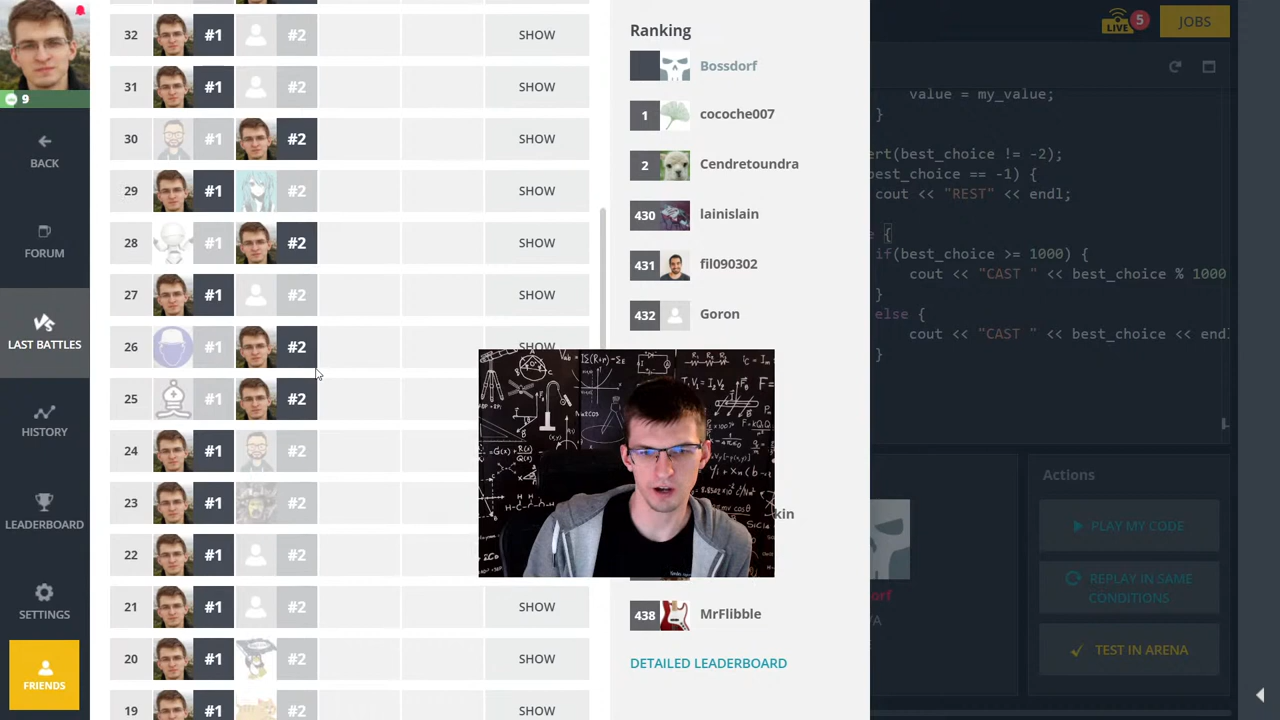 9
BACK
FORUM
LAST BATTLES
HISTORY
LEADERBOARD
SETTINGS
FRIENDS
32 #1 #2 SHOW
31 #1 #2 SHOW
30 #1 #2 SHOW
29 #1 #2 SHOW
28 #1 #2 SHOW
27 #1 #2 SHOW
26 #1 #2 SHOW
25 #1 #2
24 #1 #2
23 #1 #2
22 #1 #2
21 #1 #2 SHOW
20 #1 #2 SHOW
19 #1 #2 SHOW
Ranking
Bossdorf
1 cocoche007
2 Cendretoundra
430 lainislain
431 fil090302
432 Goron
kin
438 MrFlibble
DETAILED LEADERBOARD
LIVE 5 JOBS
value = my_value;
}
ert(best_choice != -2);
best_choice == -1) {
cout << "REST" << endl;
e {
if(best_choice >= 1000) {
cout << "CAST " << best_choice % 1000
}
else {
cout << "CAST " << best_choice << endl
}
Actions
PLAY MY CODE
REPLAY IN SAME
CONDITIONS
TEST IN ARENA